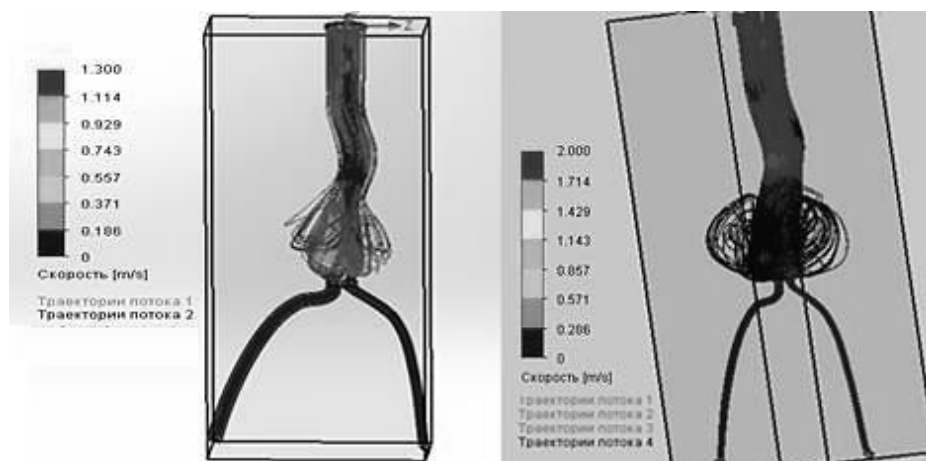 Z
1.300
1.114
0.929
0.743
0.557
0.371
0.186
0
Скорость [m/s]
Траектории потока 1
Траектории потока 2
2.000
1.714
1.429
1.143
0.857
0.571
0.286
0
Скорость [m/s]
Траектории потока 1
Траектории потока 2
Траектории потока 3
Траектории потока 4